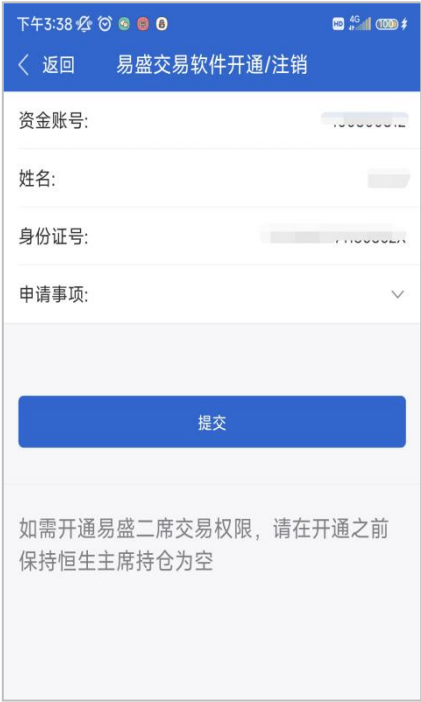 下午3:38
HD 4G 100
返回 易盛交易软件开通/注销
资金账号:
姓名:
身份证号:
申请事项:
提交
如需开通易盛二席交易权限，请在开通之前
保持恒生主席持仓为空